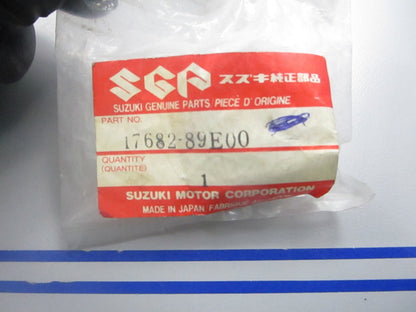 SGP スズキ純正部品
SUZUKI GENUINE PARTS/PIÈCE D'ORIGINE
PART NO.
17682-89E00
QUANTITY
(QUANTITÉ)
1
SUZUKI MOTOR CORPORATION
MADE IN JAPAN